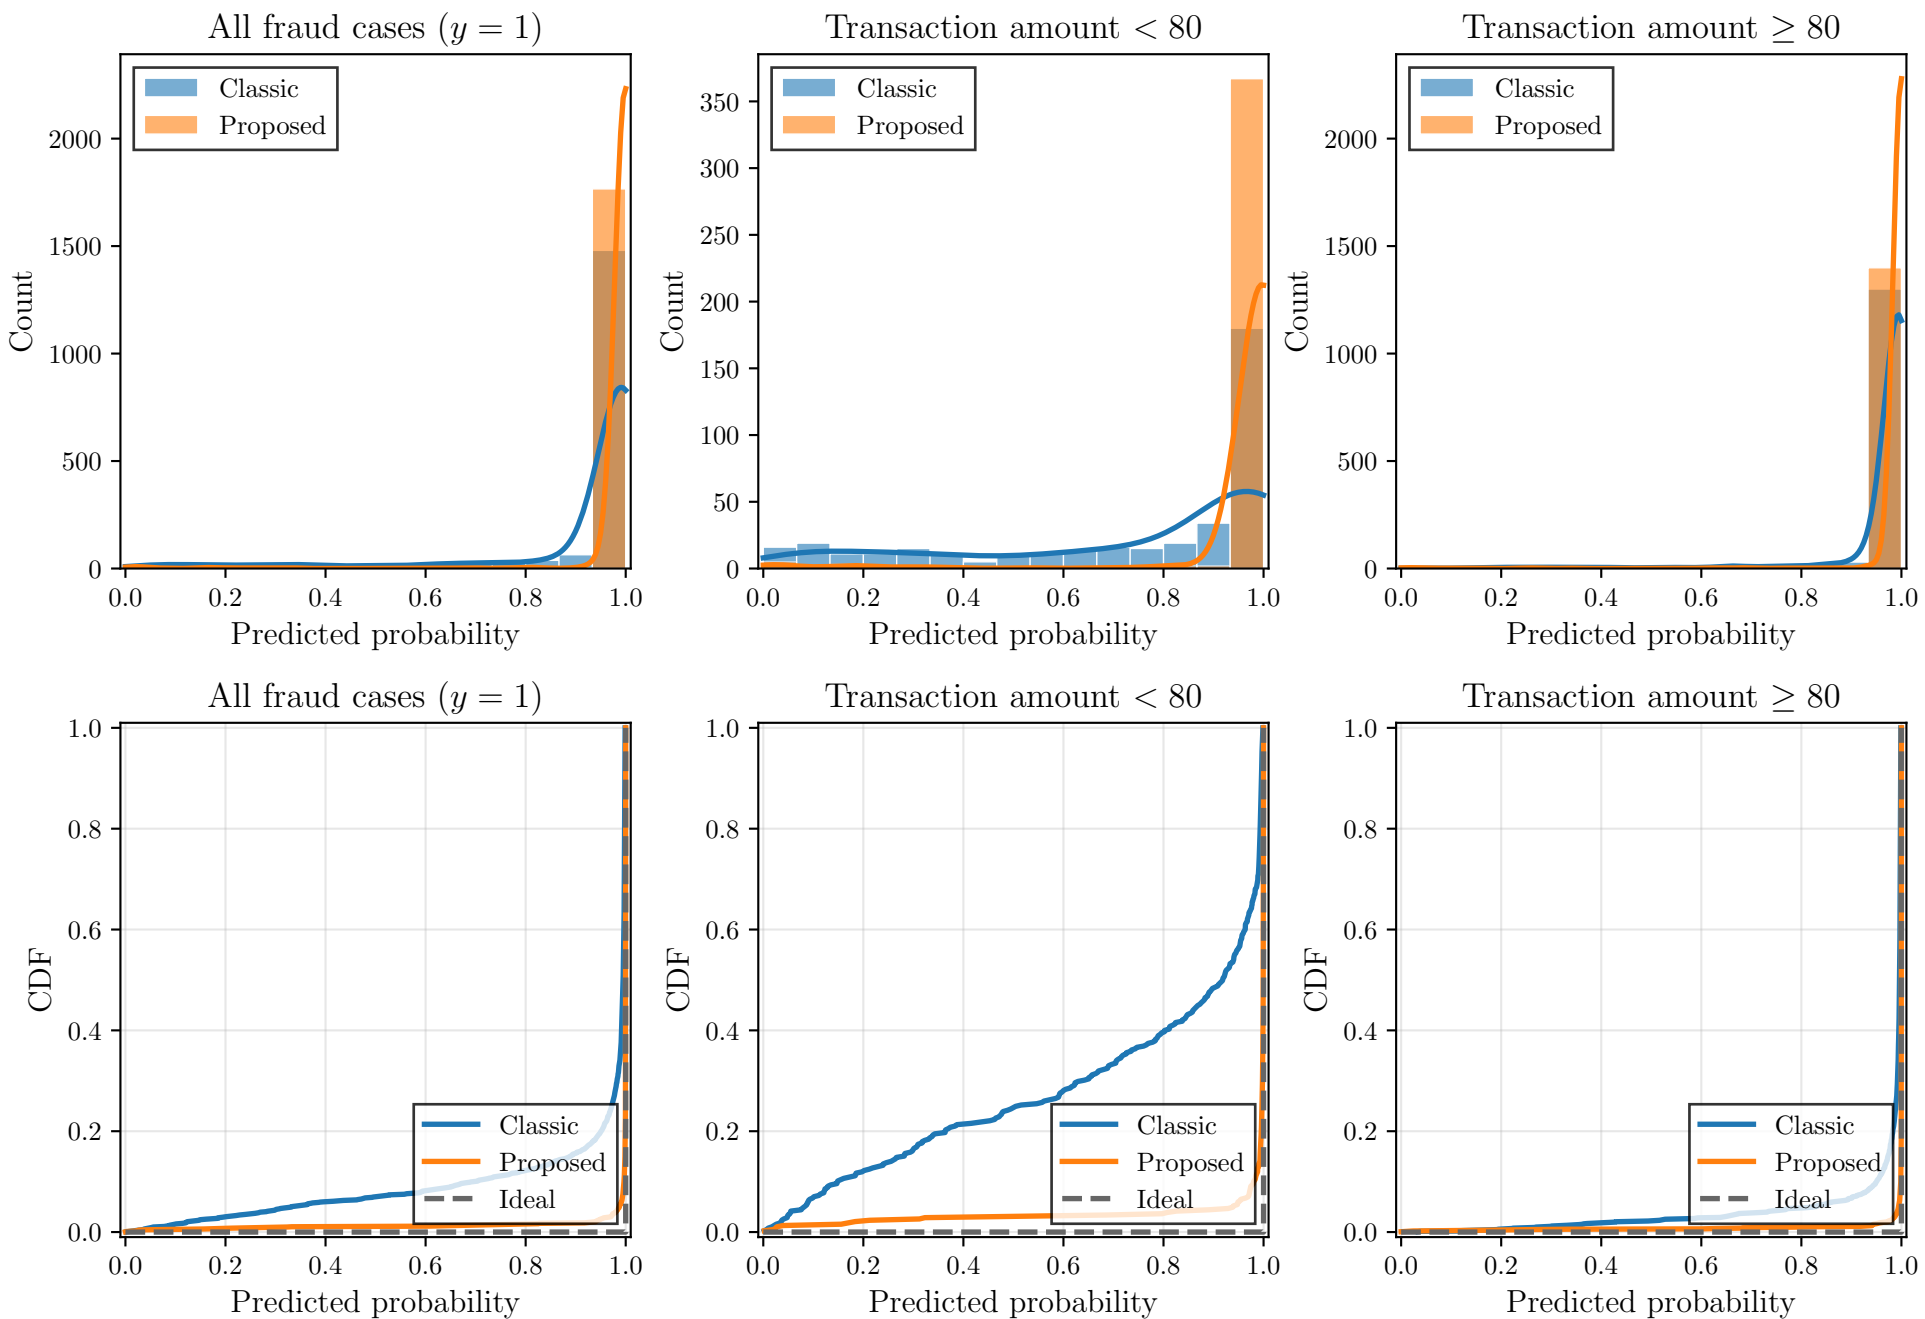 All fraud cases (y = 1)
Classic
Proposed
2000
1500
1000
500
0
Count
0.0 0.2 0.4 0.6 0.8 1.0
Predicted probability
Transaction amount < 80
Classic
Proposed
350
300
250
200
150
100
50
0
Count
0.0 0.2 0.4 0.6 0.8 1.0
Predicted probability
Transaction amount ≥ 80
Classic
Proposed
2000
1500
1000
500
0
Count
0.0 0.2 0.4 0.6 0.8 1.0
Predicted probability
All fraud cases (y = 1)
1.0
0.8
0.6
0.4
0.2
0.0
CDF
Classic
Proposed
Ideal
0.0 0.2 0.4 0.6 0.8 1.0
Predicted probability
Transaction amount < 80
1.0
0.8
0.6
0.4
0.2
0.0
CDF
Classic
Proposed
Ideal
0.0 0.2 0.4 0.6 0.8 1.0
Predicted probability
Transaction amount ≥ 80
1.0
0.8
0.6
0.4
0.2
0.0
CDF
Classic
Proposed
Ideal
0.0 0.2 0.4 0.6 0.8 1.0
Predicted probability